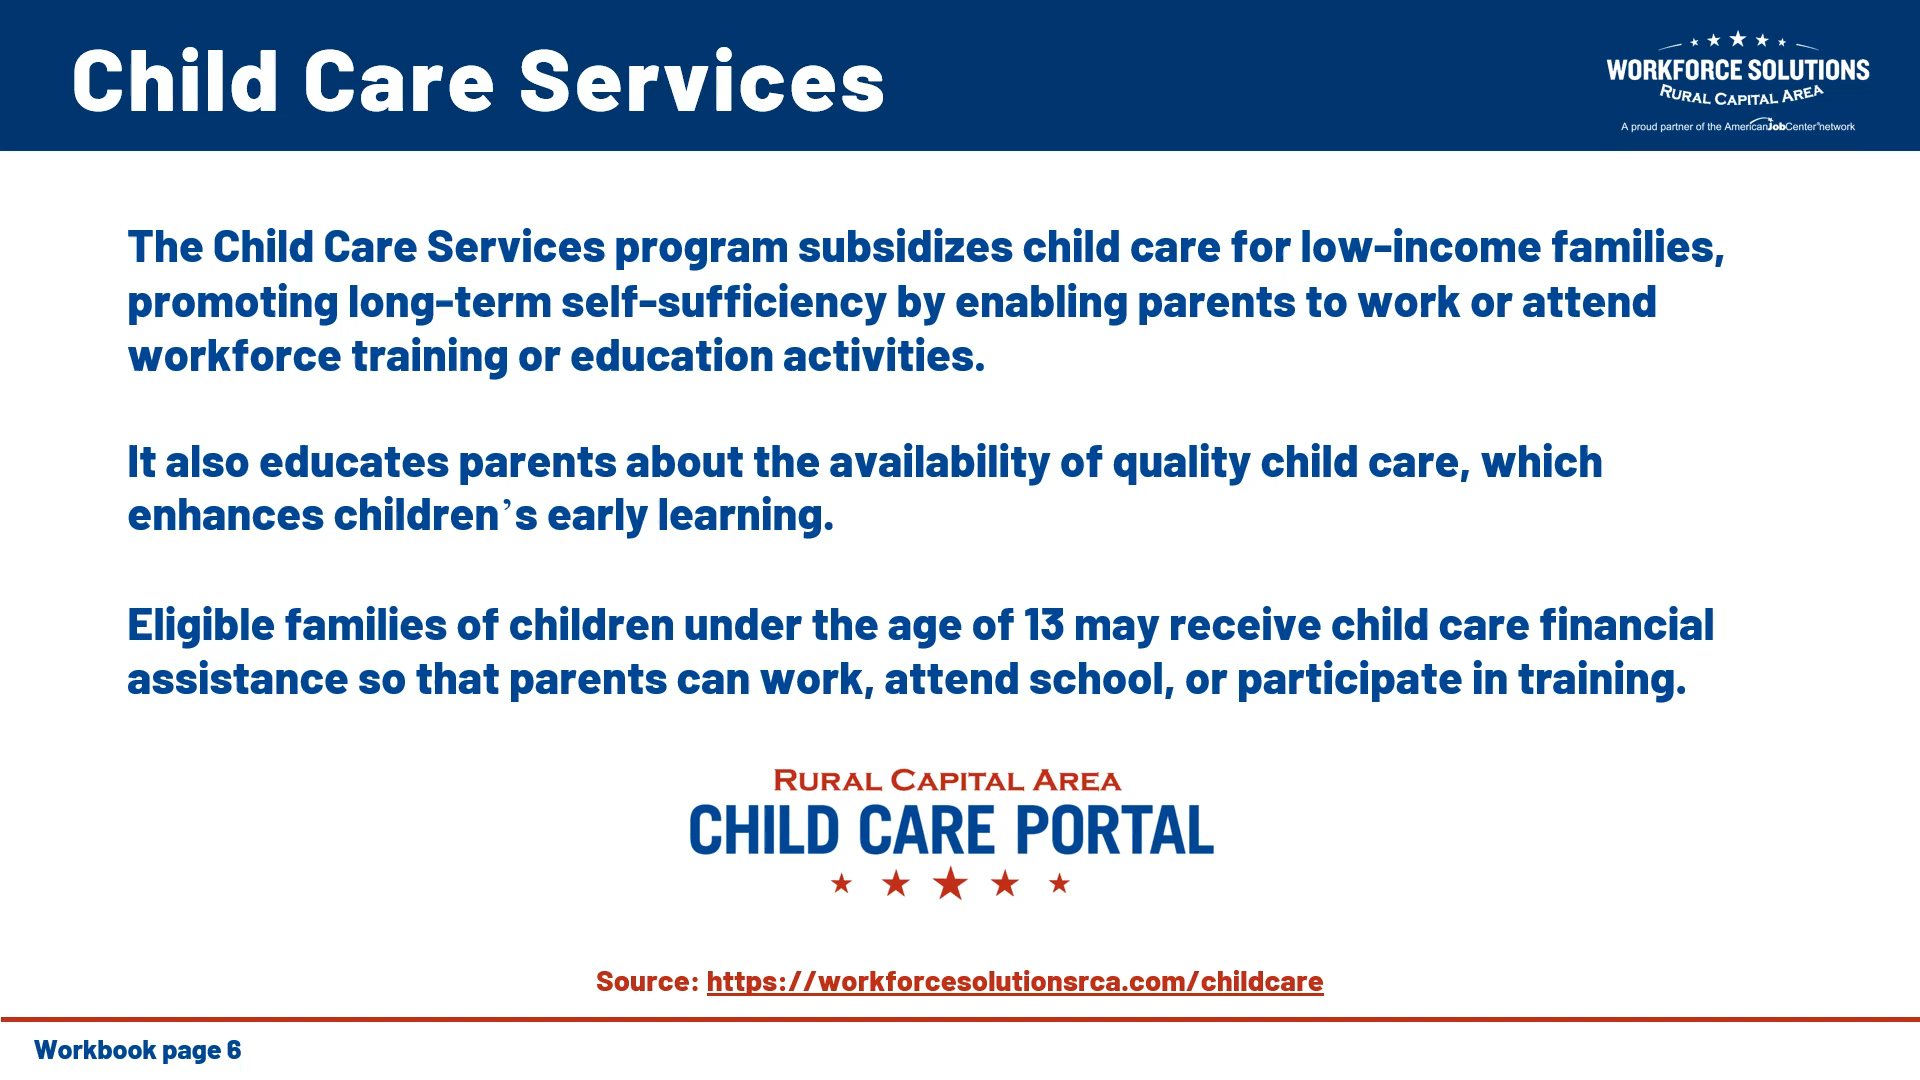 Child Care Services
WORKFORCE SOLUTIONS
RURAL CAPITAL AREA
A proud partner of the AmericanJobCenter®network
The Child Care Services program subsidizes child care for low-income families,
promoting long-term self-sufficiency by enabling parents to work or attend
workforce training or education activities.
It also educates parents about the availability of quality child care, which
enhances children’s early learning.
Eligible families of children under the age of 13 may receive child care financial
assistance so that parents can work, attend school, or participate in training.
RURAL CAPITAL AREA
CHILD CARE PORTAL
Source: https://workforcesolutionsrca.com/childcare
Workbook page 6